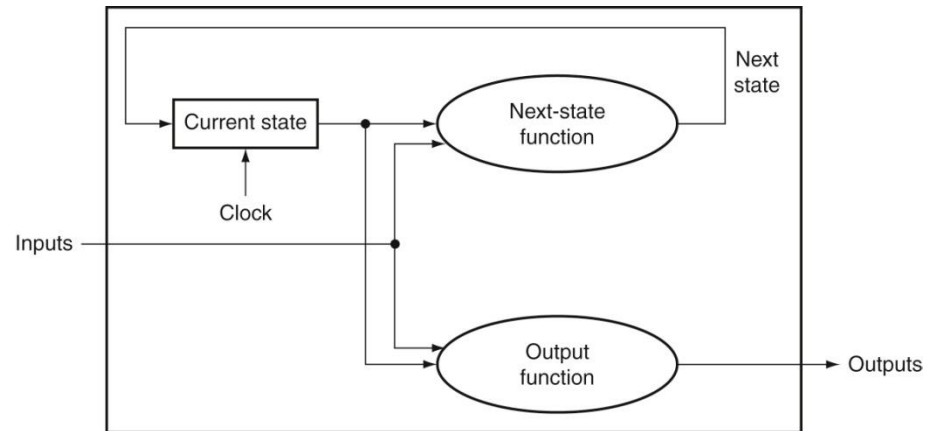 Next
state
Current state
Next-state
function
Clock
Inputs
Output
function
Outputs